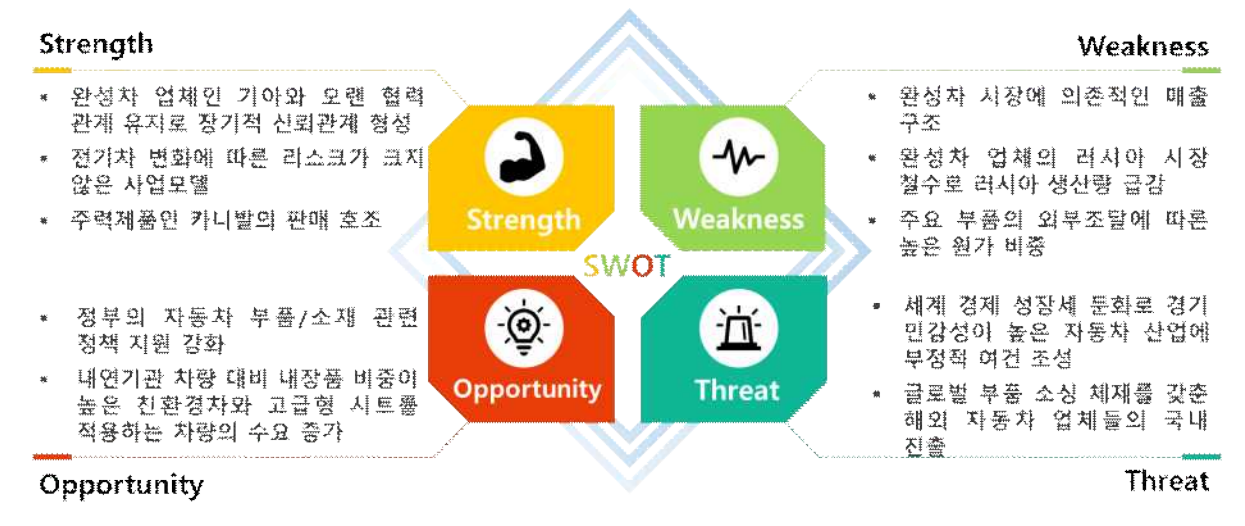 Strength
* 완성차 업체인 기아와 오랜 협력
관계 유지로 장기적 신뢰관계 형성
* 전기차 변화에 따른 리스크가 크지
않은 사업모델
* 주력제품인 카니발의 판매 호조
Weakness
* 완성차 시장에 의존적인 매출
구조
* 완성차 업체의 러시아 시장
철수로 러시아 생산량 급감
* 주요 부품의 외부조달에 따른
높은 원가 비중
Strength
Weakness
SWOT
Opportunity
Threat
* 정부의 자동차 부품/소재 관련
정책 지원 강화
* 내연기관 차량 대비 내장품 비중이
높은 친환경차와 고급형 시트를
적용하는 차량의 수요 증가
Opportunity
* 세계 경제 성장세 둔화로 경기
민감성이 높은 자동차 산업에
부정적 여건 조성
* 글로벌 부품 소싱 체제를 갖춘
해외 자동차 업체들의 국내
진출
Threat